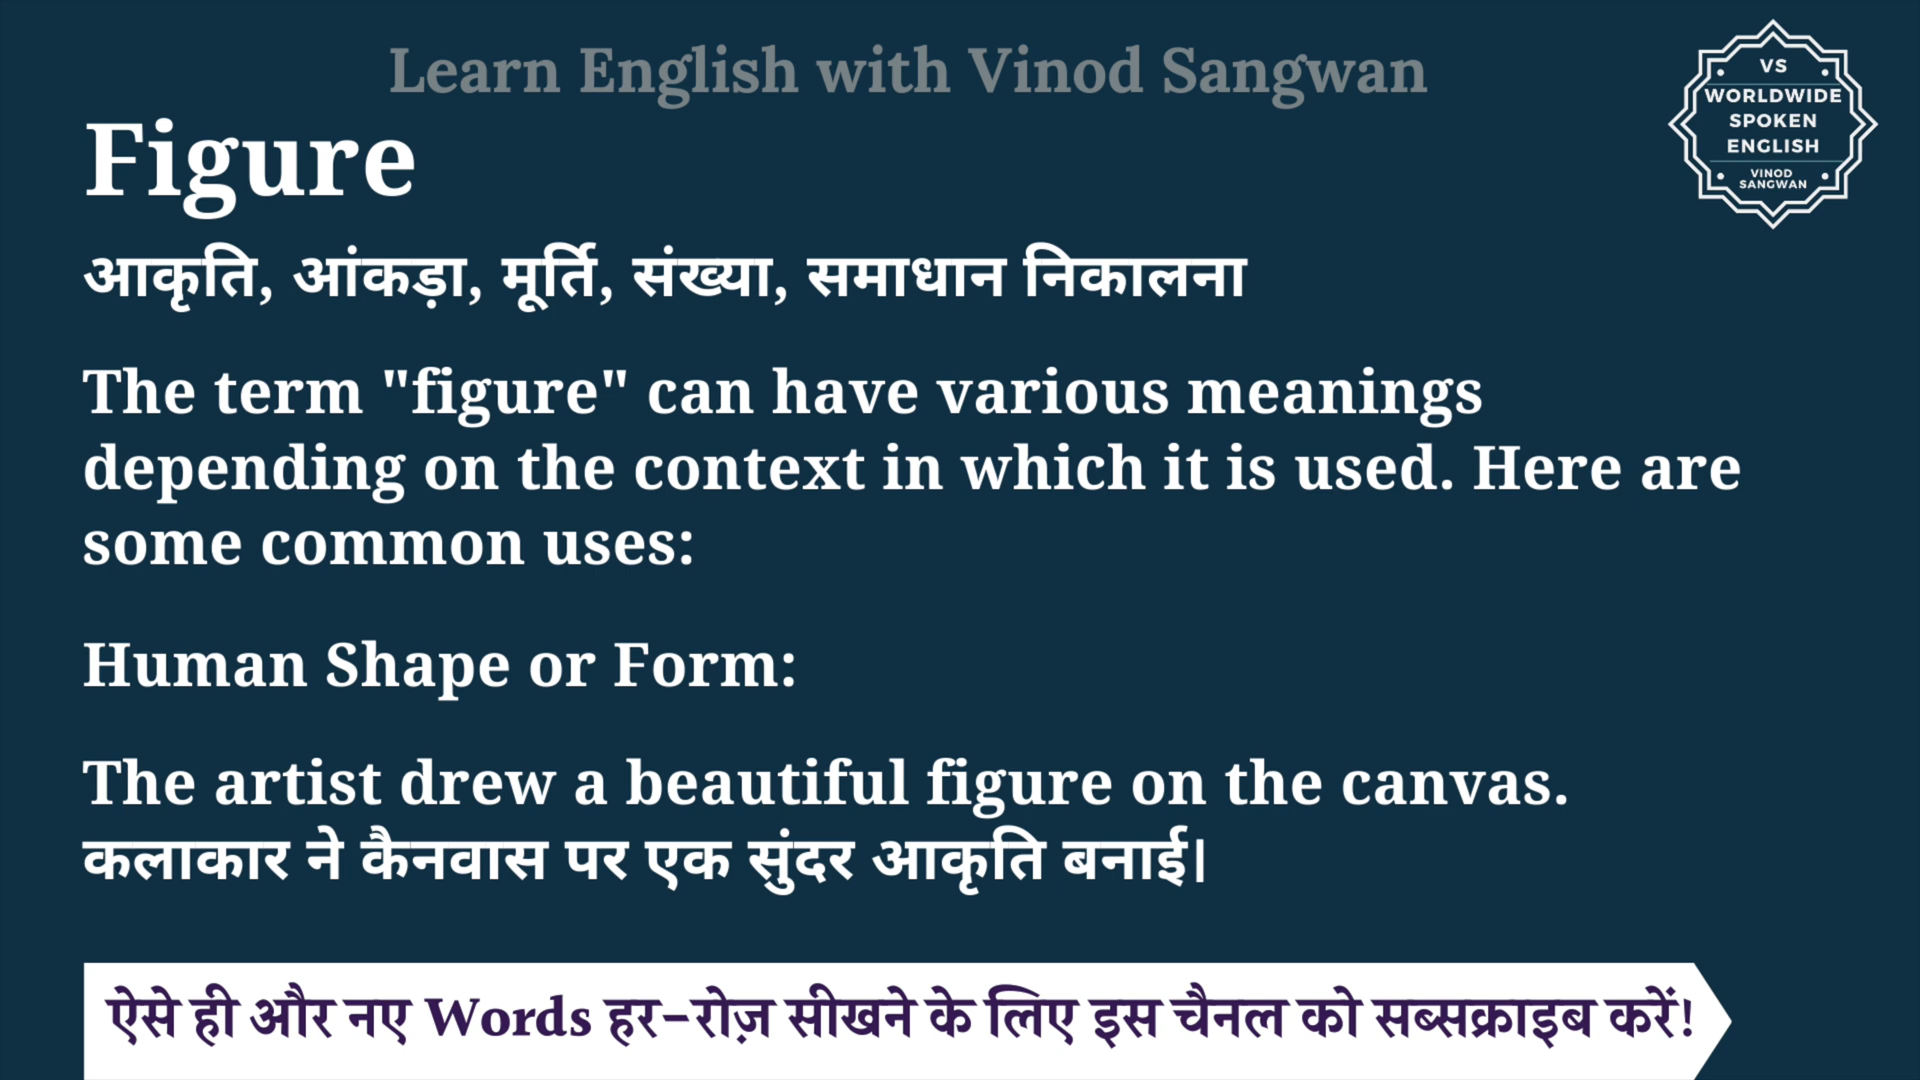 Learn English with Vinod Sangwan
VS
WORLDWIDE
SPOKEN
ENGLISH
VINOD
SANGWAN
Figure
आकृति, आंकड़ा, मूर्ति, संख्या, समाधान निकालना
The term "figure" can have various meanings
depending on the context in which it is used. Here are
some common uses:
Human Shape or Form:
The artist drew a beautiful figure on the canvas.
कलाकार ने कैनवास पर एक सुंदर आकृति बनाई।
ऐसे ही और नए Words हर-रोज़ सीखने के लिए इस चैनल को सब्सक्राइब करें!